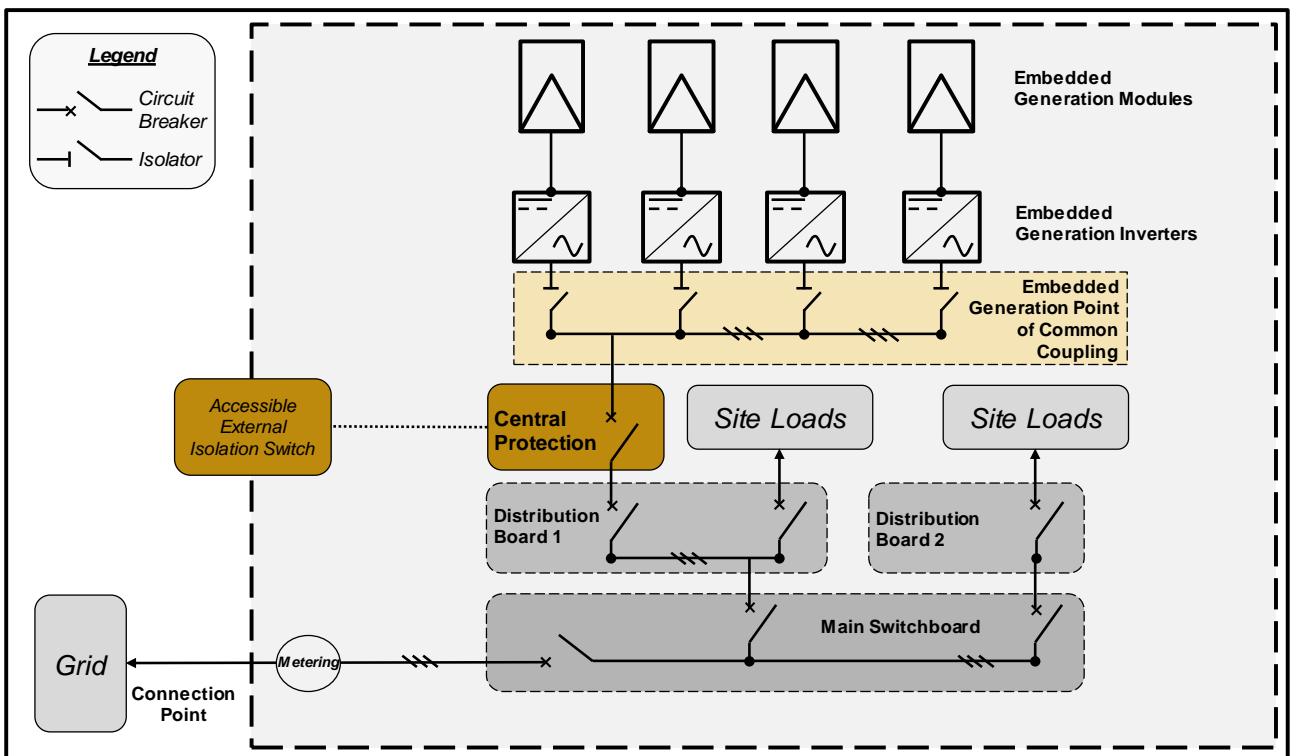 Legend
Circuit
Breaker
Isolator
Embedded
Generation Modules
Embedded
Generation Inverters
Embedded
Generation Point
of Common
Coupling
Accessible
External
Isolation Switch
Central
Protection
Site Loads
Site Loads
Distribution
Board 1
Distribution
Board 2
Main Switchboard
Grid
Metering
Connection
Point